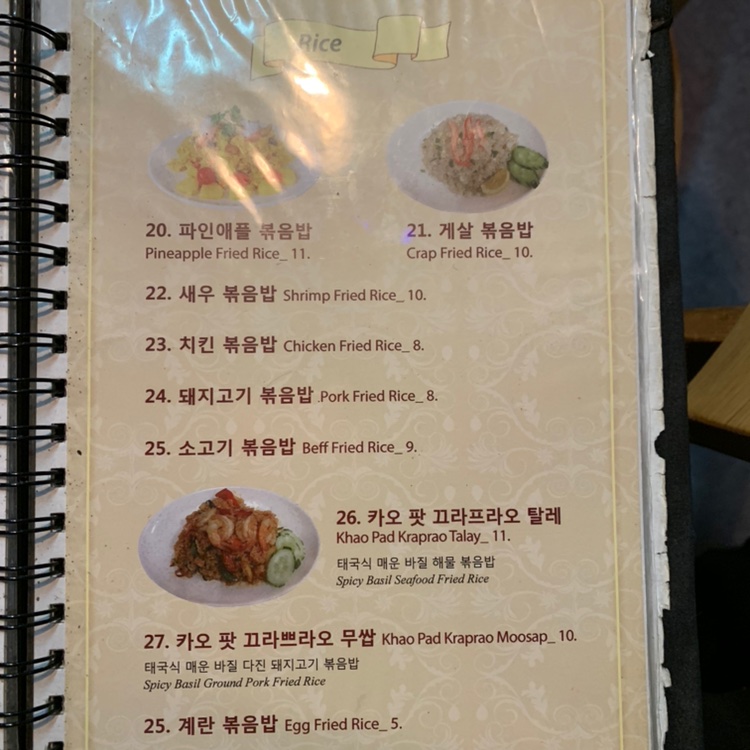 Rice
20. 파인애플 볶음밥
Pineapple Fried Rice_ 11.
21. 게살 볶음밥
Crap Fried Rice_ 10.
22. 새우 볶음밥 Shrimp Fried Rice_ 10.
23. 치킨 볶음밥 Chicken Fried Rice_ 8.
24. 돼지고기 볶음밥 .Pork Fried Rice_ 8.
25. 소고기 볶음밥 Beff Fried Rice_ 9.
26. 카오 팟 끄라프라오 탈레
Khao Pad Kraprao Talay_ 11.
태국식 매운 바질 해물 볶음밥
Spicy Basil Seafood Fried Rice
27. 카오 팟 끄라쁘라오 무쌉 Khao Pad Kraprao Moosap_ 10.
태국식 매운 바질 다진 돼지고기 볶음밥
Spicy Basil Ground Pork Fried Rice
25. 계란 볶음밥 Egg Fried Rice_ 5.